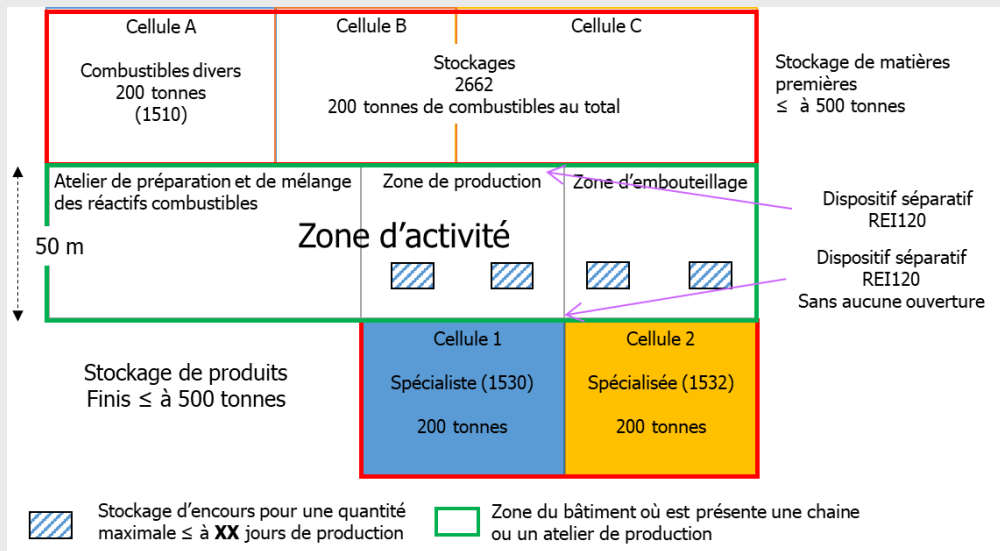 Cellule A
Combustibles divers
200 tonnes
(1510)
Cellule B
Cellule C
Stockages
2662
200 tonnes de combustibles au total
Stockage de matières
premières
≤ à 500 tonnes
50 m
Atelier de préparation et de mélange
des réactifs combustibles
Zone de production
Zone d'embouteillage
Zone d'activité
Dispositif séparatif
REI120
Dispositif séparatif
REI120
Sans aucune ouverture
Stockage de produits
Finis ≤ à 500 tonnes
Cellule 1
Spécialiste (1530)
200 tonnes
Cellule 2
Spécialisée (1532)
200 tonnes
Stockage d'encours pour une quantité
maximale ≤ à XX jours de production
Zone du bâtiment où est présente une chaine
ou un atelier de production